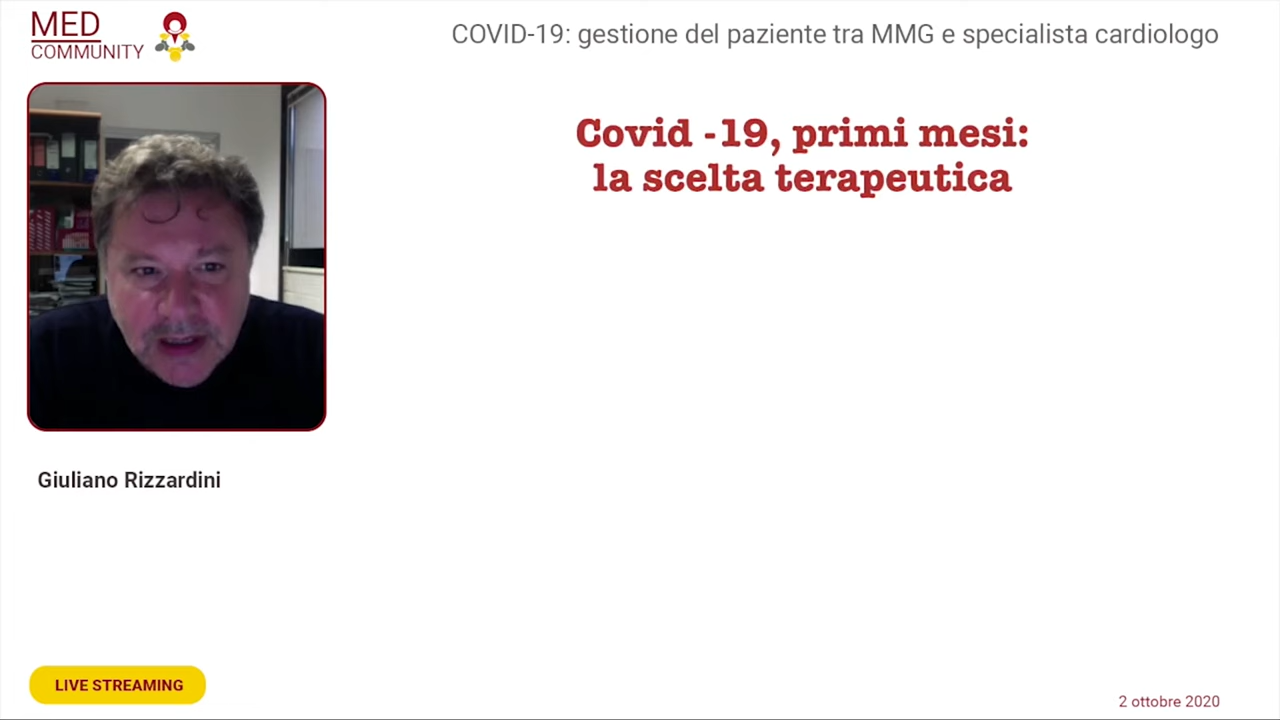 MED
COMMUNITY
COVID-19: gestione del paziente tra MMG e specialista cardiologo
Covid -19, primi mesi:
la scelta terapeutica
Giuliano Rizzardini
LIVE STREAMING
2 ottobre 2020